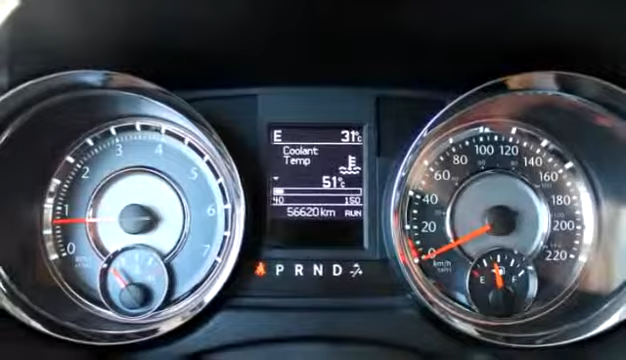 E 31°C
Coolant
Temp
51°C
40 150
56620 km RUN
P R N D
0 1 2 3 4 5 6 7
0 20 40 60 80 100 120 140 160 180 200 220
km/h
E F